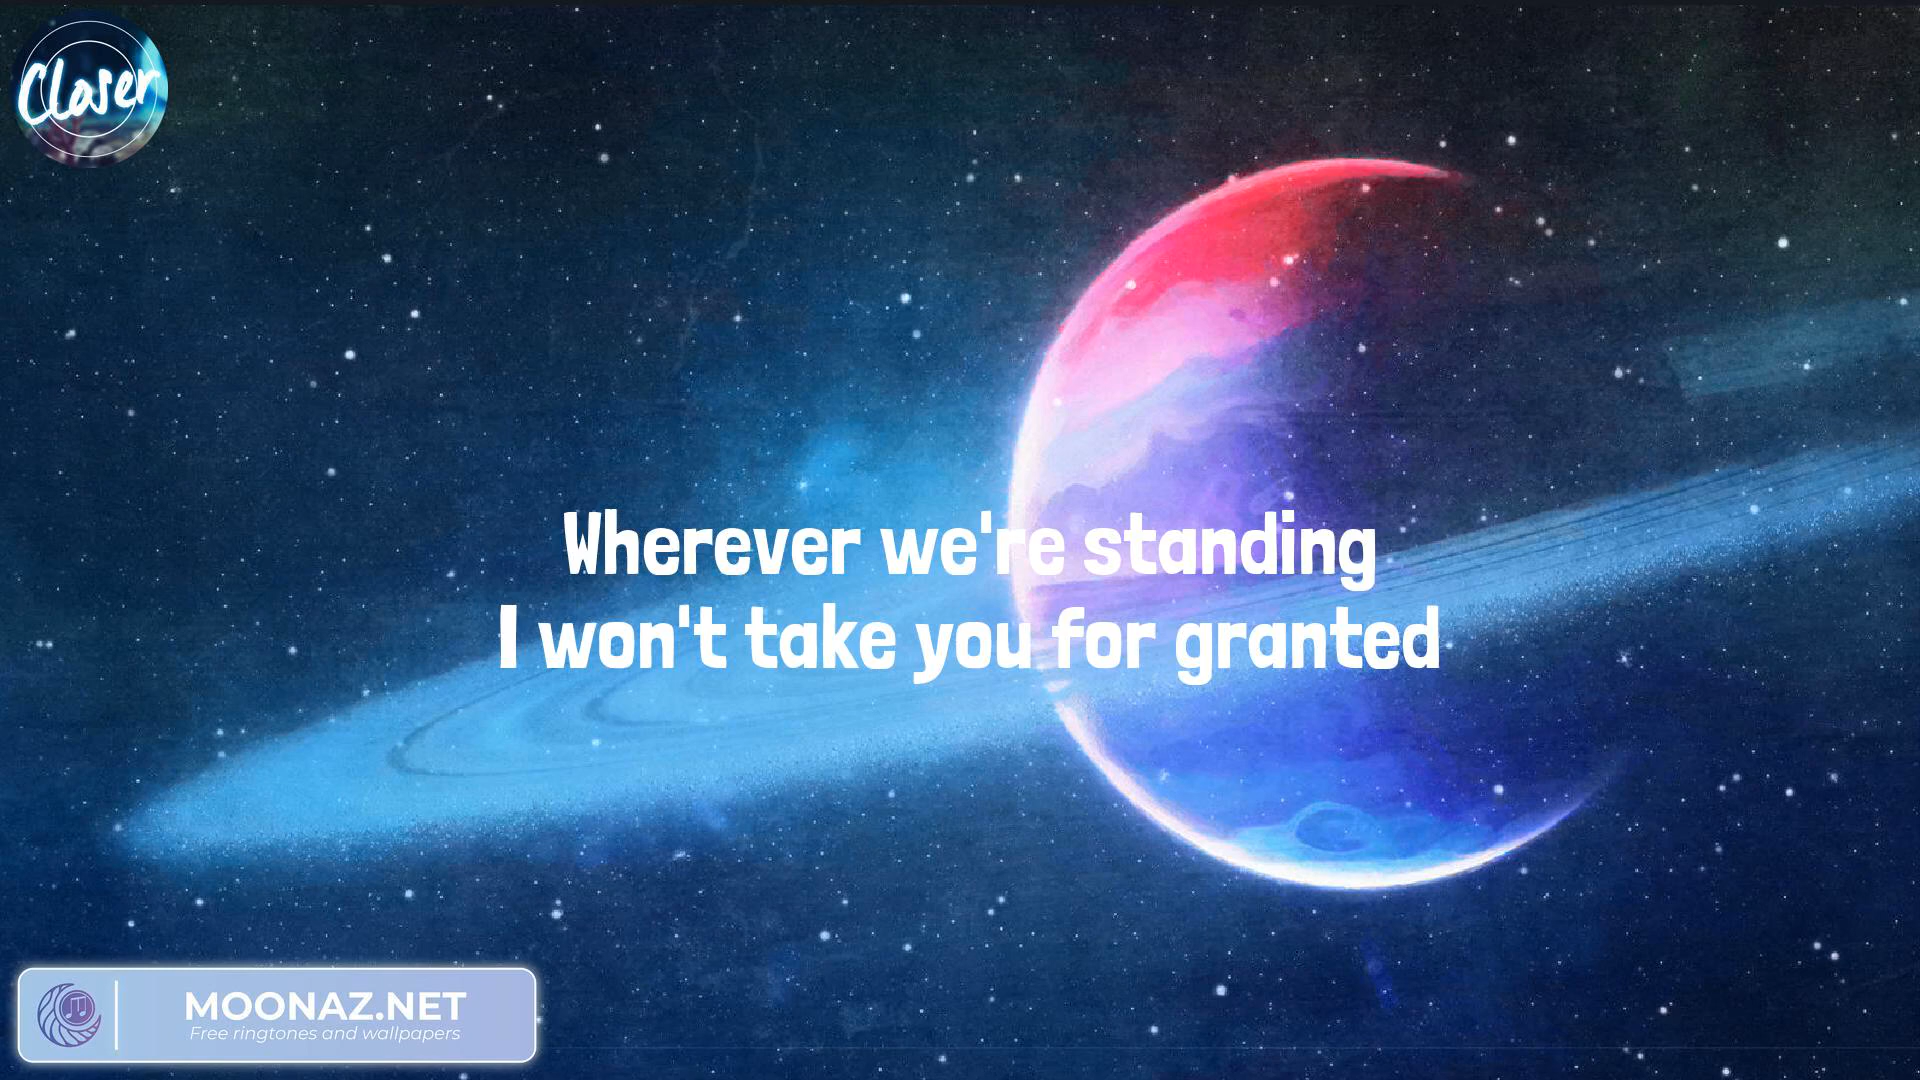 Closer
Wherever we're standing
I won't take you for granted
MOONAZ.NET
Free ringtones and wallpapers